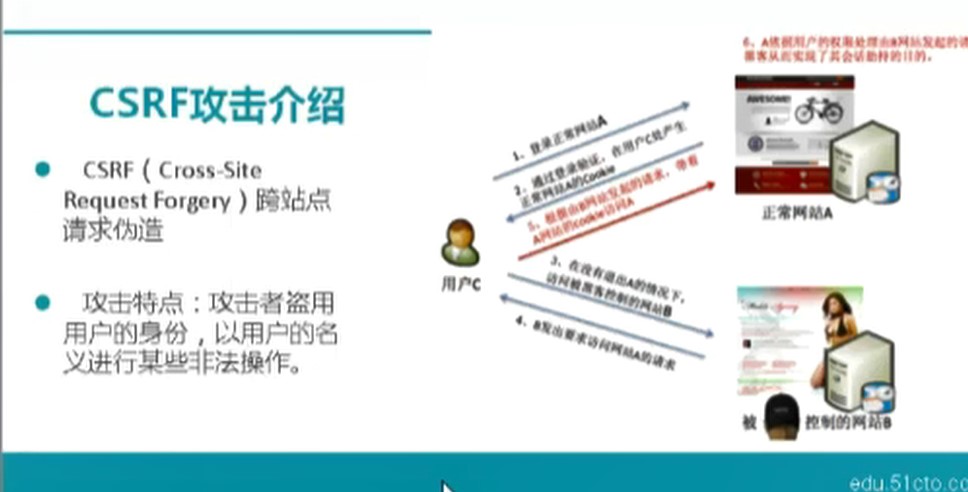 CSRF攻击介绍
CSRF（Cross-Site
Request Forgery）跨站点
请求伪造
攻击特点：攻击者盗用
用户的身份，以用户的名
义进行某些非法操作。
用户C
1、登录正常网站A
2、通过登录验证，在用户C处产生
正常网站A的Cookie
5、根据由B网站发起的请求，带着
A网站的Cookie访问A
3、在没有退出A的情况下，
访问被黑客控制的网站B
4、B发出要求访问网站A的请求
6、A依据用户的权限处理由B网站发起的请
黑客从而实现了其会话劫持的目的。
AWESOME!
正常网站A
被
控制的网站B
edu.51cto.co